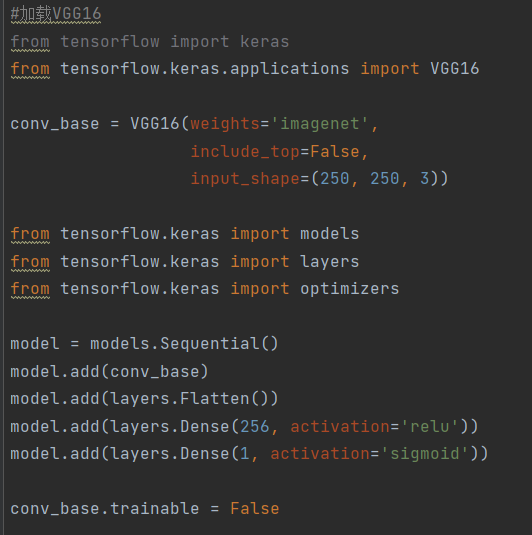 #加载VGG16
from tensorflow import keras
from tensorflow.keras.applications import VGG16
conv_base = VGG16(weights='imagenet',
include_top=False,
input_shape=(250, 250, 3))
from tensorflow.keras import models
from tensorflow.keras import layers
from tensorflow.keras import optimizers
model = models.Sequential()
model.add(conv_base)
model.add(layers.Flatten())
model.add(layers.Dense(256, activation='relu'))
model.add(layers.Dense(1, activation='sigmoid'))
conv_base.trainable = False